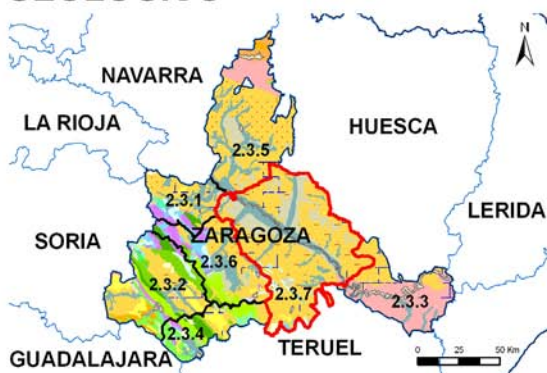 N
NAVARRA
LA RIOJA
HUESCA
2.3.5
2.3.1
LERIDA
SORIA
ZARAGOZA
2.3.6
2.3.2
2.3.7
2.3.3
2.3.4
TERUEL
GUADALAJARA
0 25 50 Km